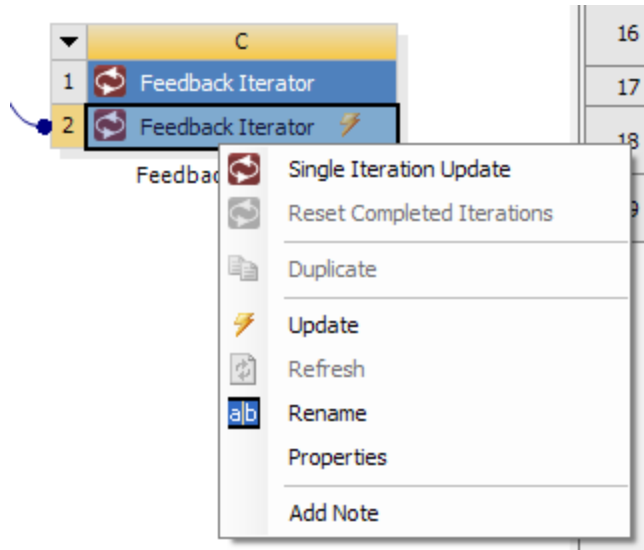 C
16
1 Feedback Iterator
17
2 Feedback Iterator
18
Feedbac
Single Iteration Update
9
Reset Completed Iterations
Duplicate
Update
Refresh
a|b Rename
Properties
Add Note